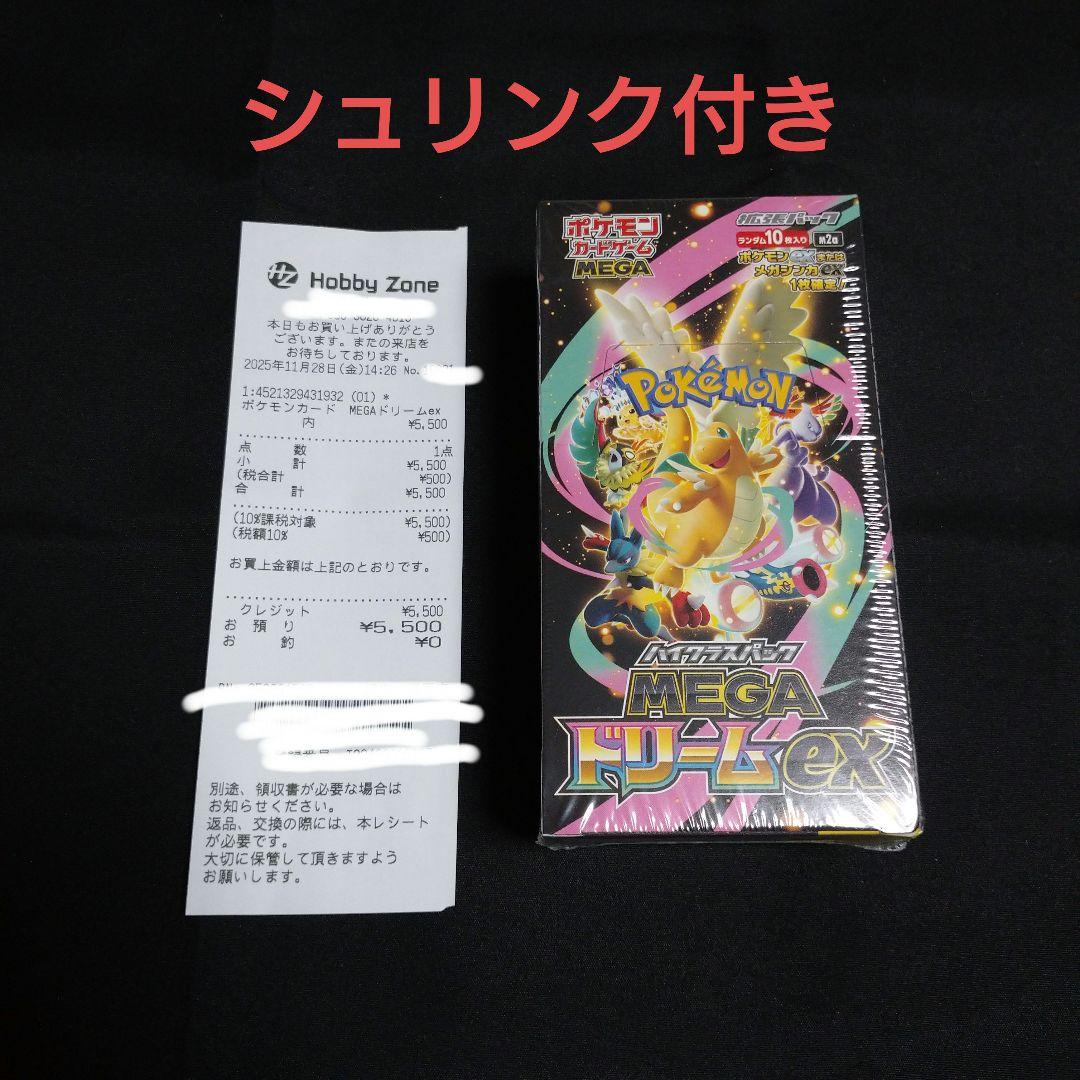 シュリンク付き
HZ Hobby Zone
本日もお買い上げありがとう
ございます。またの来店を
お待ちしております。
2025年11月28日(金)14:26 No.
1:4521329431932 (01) *
ポケモンカード MEGAドリームex
内 ¥5,500
点 数 1点
小 計 ¥5,500
(税合計 ¥500)
合 計 ¥5,500
(10%課税対象 ¥5,500)
(税額10% ¥500)
お買上金額は上記のとおりです。
クレジット ¥5,500
お 預 り ¥5,500
お 釣 ¥0
別途、領収書が必要な場合は
お知らせください。
返品、交換の際には、本レシート
が必要です。
大切に保管して頂きますよう
お願いします。
ポケモン
カードゲーム
MEGA
拡張パック
ランダム10枚入り M2a
ポケモンexまたは
メガシンカex
1枚確定!
POKéMON
ハイクラスパック
MEGA
ドリームex